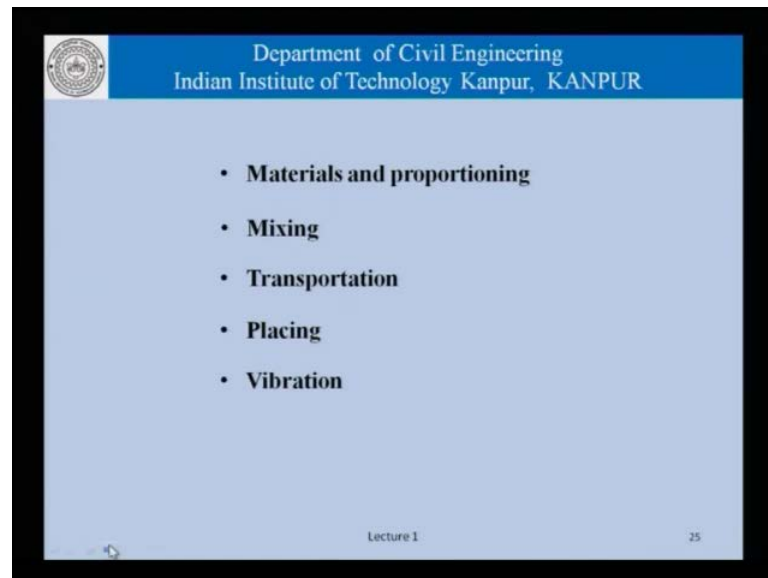 Department of Civil Engineering
Indian Institute of Technology Kanpur, KANPUR
• Materials and proportioning
• Mixing
• Transportation
• Placing
• Vibration
Lecture 1
25